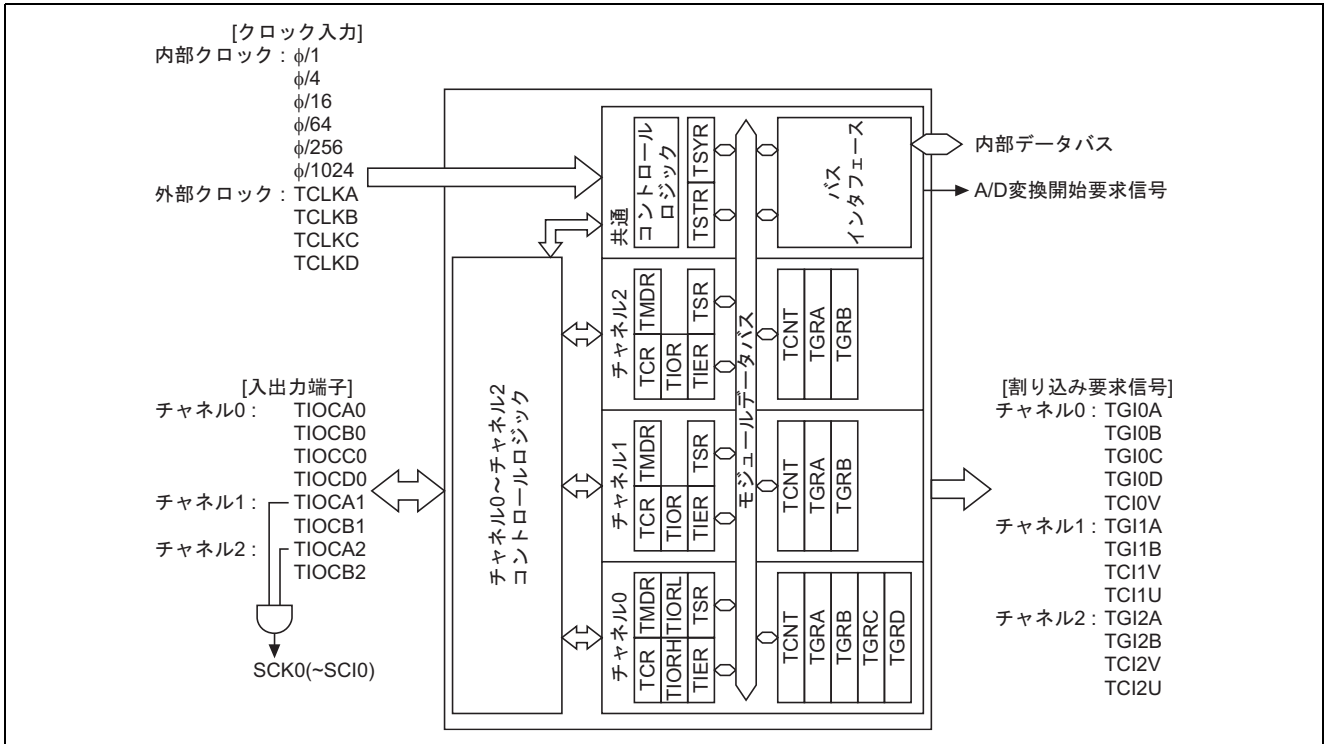 [クロック入力]
内部クロック : ϕ/1
ϕ/4
ϕ/16
ϕ/64
ϕ/256
ϕ/1024
外部クロック : TCLKA
TCLKB
TCLKC
TCLKD
[入出力端子]
チャネル0 : TIOCA0
TIOCB0
TIOCC0
TIOCD0
チャネル1 : TIOCA1
TIOCB1
チャネル2 : TIOCA2
TIOCB2
SCK0(~SCI0)
チャネル0~チャネル2
コントロールロジック
共通
コントロール
ロジック
TSTR
TSYR
バス
インタフェース
チャネル2
TCR
TMDR
TIOR
TIER
TSR
TCNT
TGRA
TGRB
チャネル1
TCR
TMDR
TIOR
TIER
TSR
TCNT
TGRA
TGRB
チャネル0
TCR
TMDR
TIORH
TIORL
TIER
TSR
TCNT
TGRA
TGRB
TGRC
TGRD
モジュールデータバス
内部データバス
A/D変換開始要求信号
[割り込み要求信号]
チャネル0 : TGI0A
TGI0B
TGI0C
TGI0D
TCI0V
チャネル1 : TGI1A
TGI1B
TCI1V
TCI1U
チャネル2 : TGI2A
TGI2B
TCI2V
TCI2U